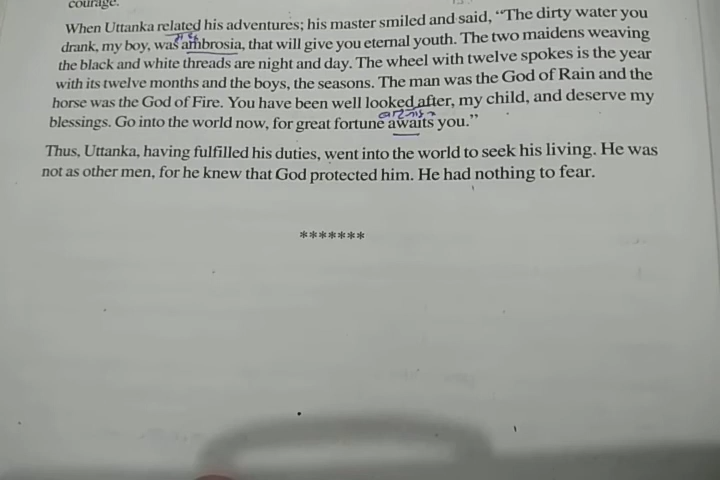 courage.
When Uttanka related his adventures; his master smiled and said, “The dirty water you
drank, my boy, was ambrosia, that will give you eternal youth. The two maidens weaving
the black and white threads are night and day. The wheel with twelve spokes is the year
with its twelve months and the boys, the seasons. The man was the God of Rain and the
horse was the God of Fire. You have been well looked after, my child, and deserve my
blessings. Go into the world now, for great fortune awaits you.”
Thus, Uttanka, having fulfilled his duties, went into the world to seek his living. He was
not as other men, for he knew that God protected him. He had nothing to fear.
*******